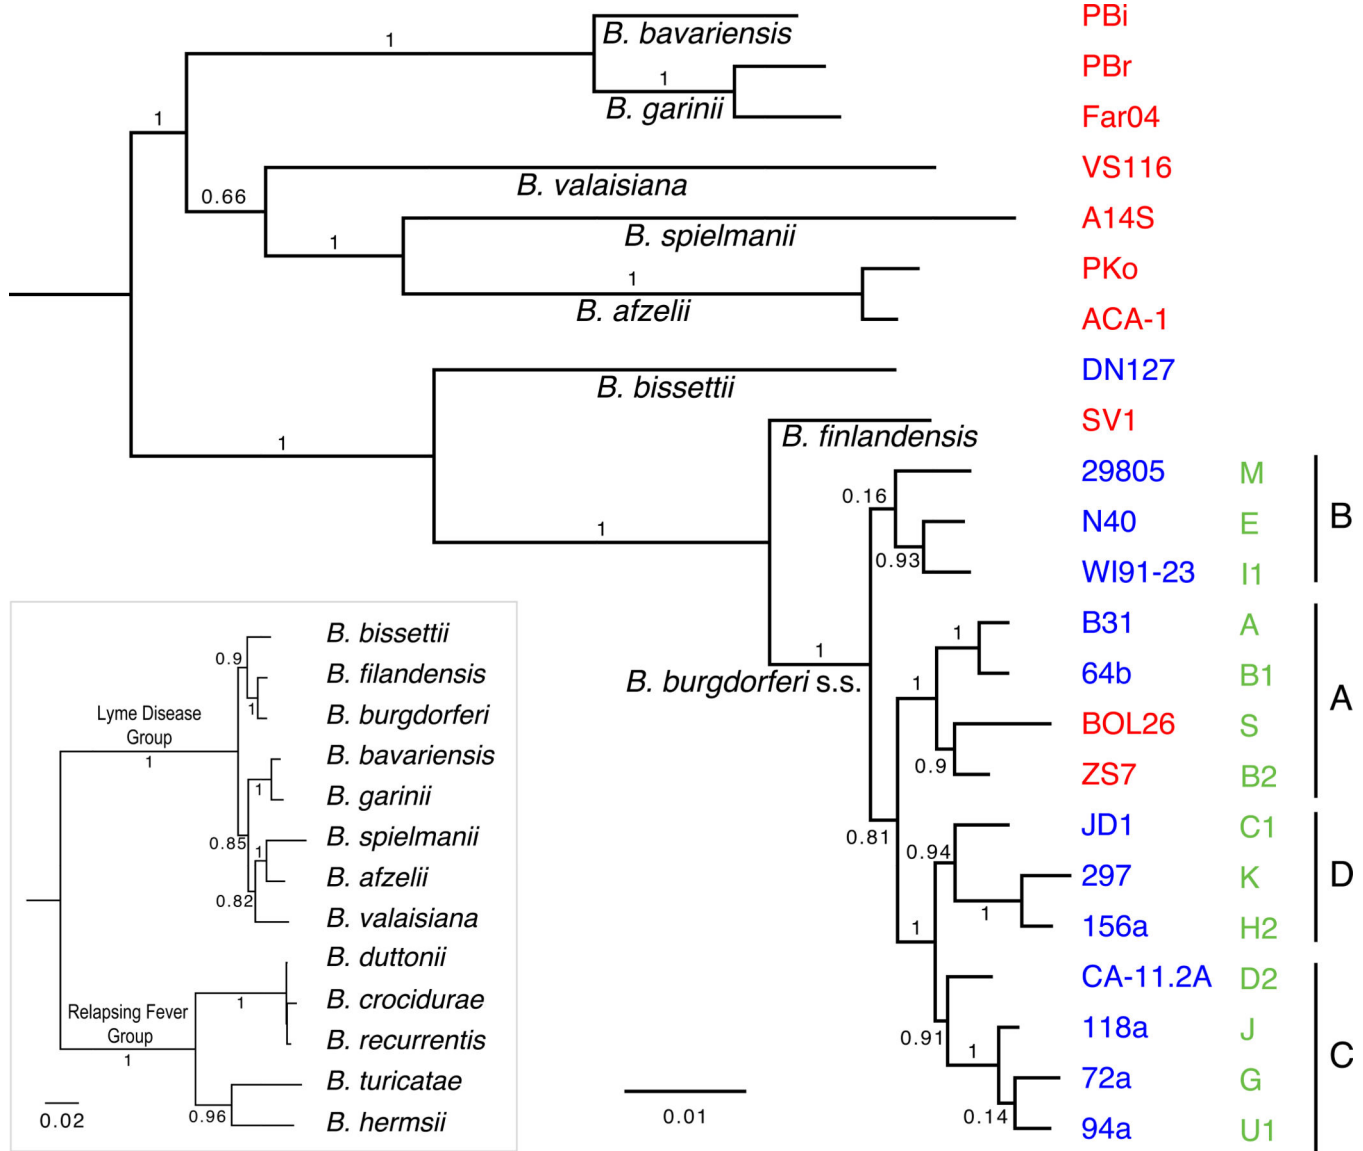 PBi
1
B. bavariensis
PBr
1
B. garinii
Far04
1
VS116
0.66
B. valaisiana
A14S
1
B. spielmanii
PKo
1
B. afzelii
ACA-1
DN127
B. bissettii
SV1
1
B. finlandensis
29805 M
0.16
N40 E
B
1
0.93
WI91-23 I1
B31 A
1
1
B. burgdorferi s.s.
64b B1
1
A
BOL26 S
0.9
ZS7 B2
0.81
JD1 C1
0.94
297 K
D
1
156a H2
1
CA-11.2A D2
0.91
118a J
1
C
72a G
0.14
94a U1
0.01
B. bissettii
0.9
B. filandensis
1
B. burgdorferi
Lyme Disease
Group
1
B. bavariensis
1
B. garinii
0.85
B. spielmanii
1
B. afzelii
0.82
B. valaisiana
B. duttonii
1
B. crocidurae
Relapsing Fever
Group
1
B. recurrentis
B. turicatae
0.96
B. hermsii
0.02